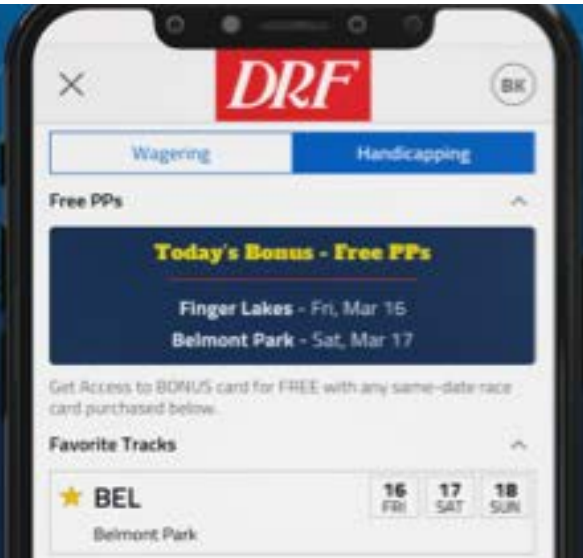 DRF
BK
Wagering
Handicapping
Free PPs
Today's Bonus - Free PPs
Finger Lakes - Fri, Mar 16
Belmont Park - Sat, Mar 17
Get Access to BONUS card for FREE with any same-date race
card purchased below.
Favorite Tracks
BEL
16 17 18
FRI SAT SUN
Belmont Park